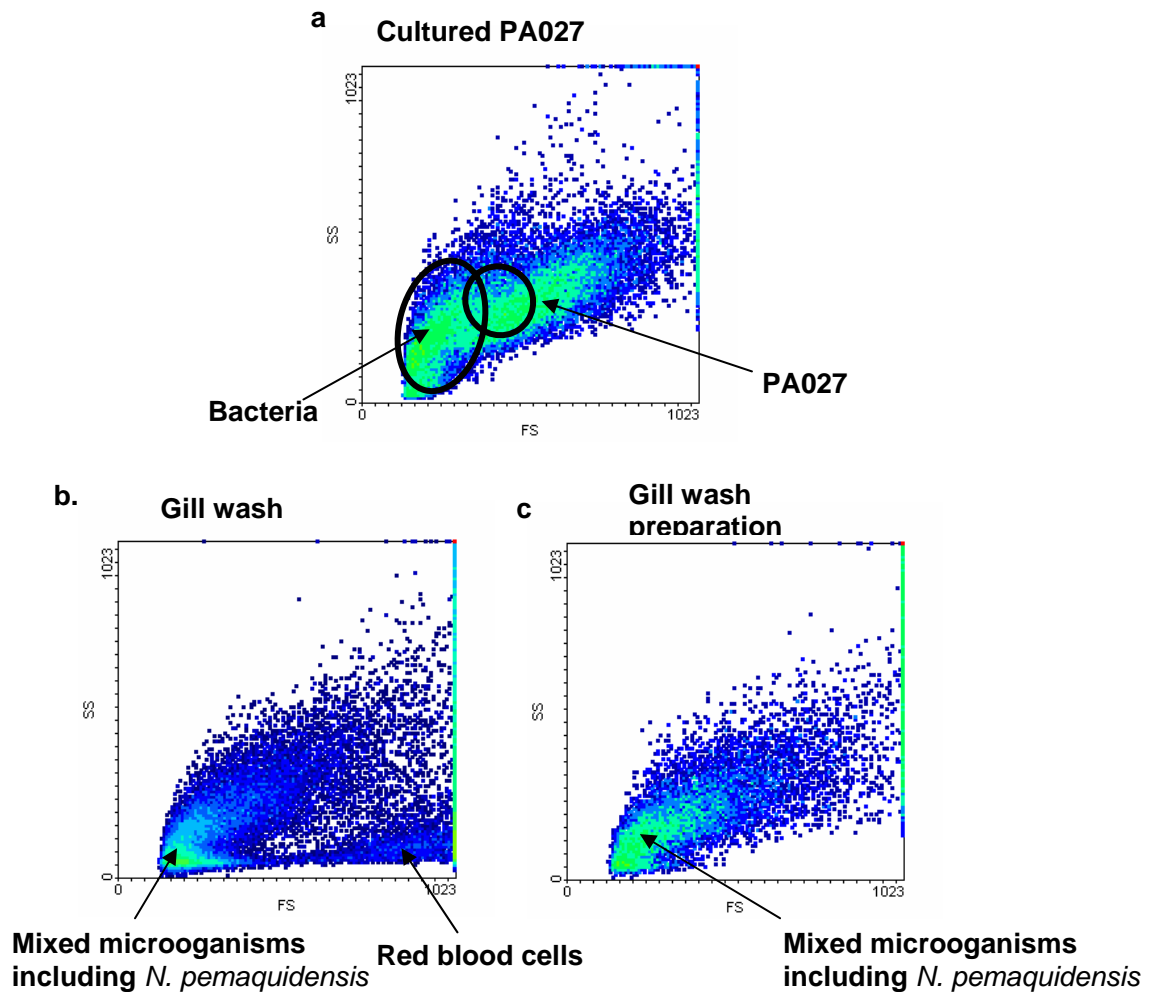 a
Cultured PA027
1023
SS
0
0
1023
FS
Bacteria
PA027
b.
Gill wash
1023
SS
0
0
1023
FS
Mixed microoganisms
including N. pemaquidensis
Red blood cells
c
Gill wash
preparation
1023
SS
0
0
1023
FS
Mixed microoganisms
including N. pemaquidensis